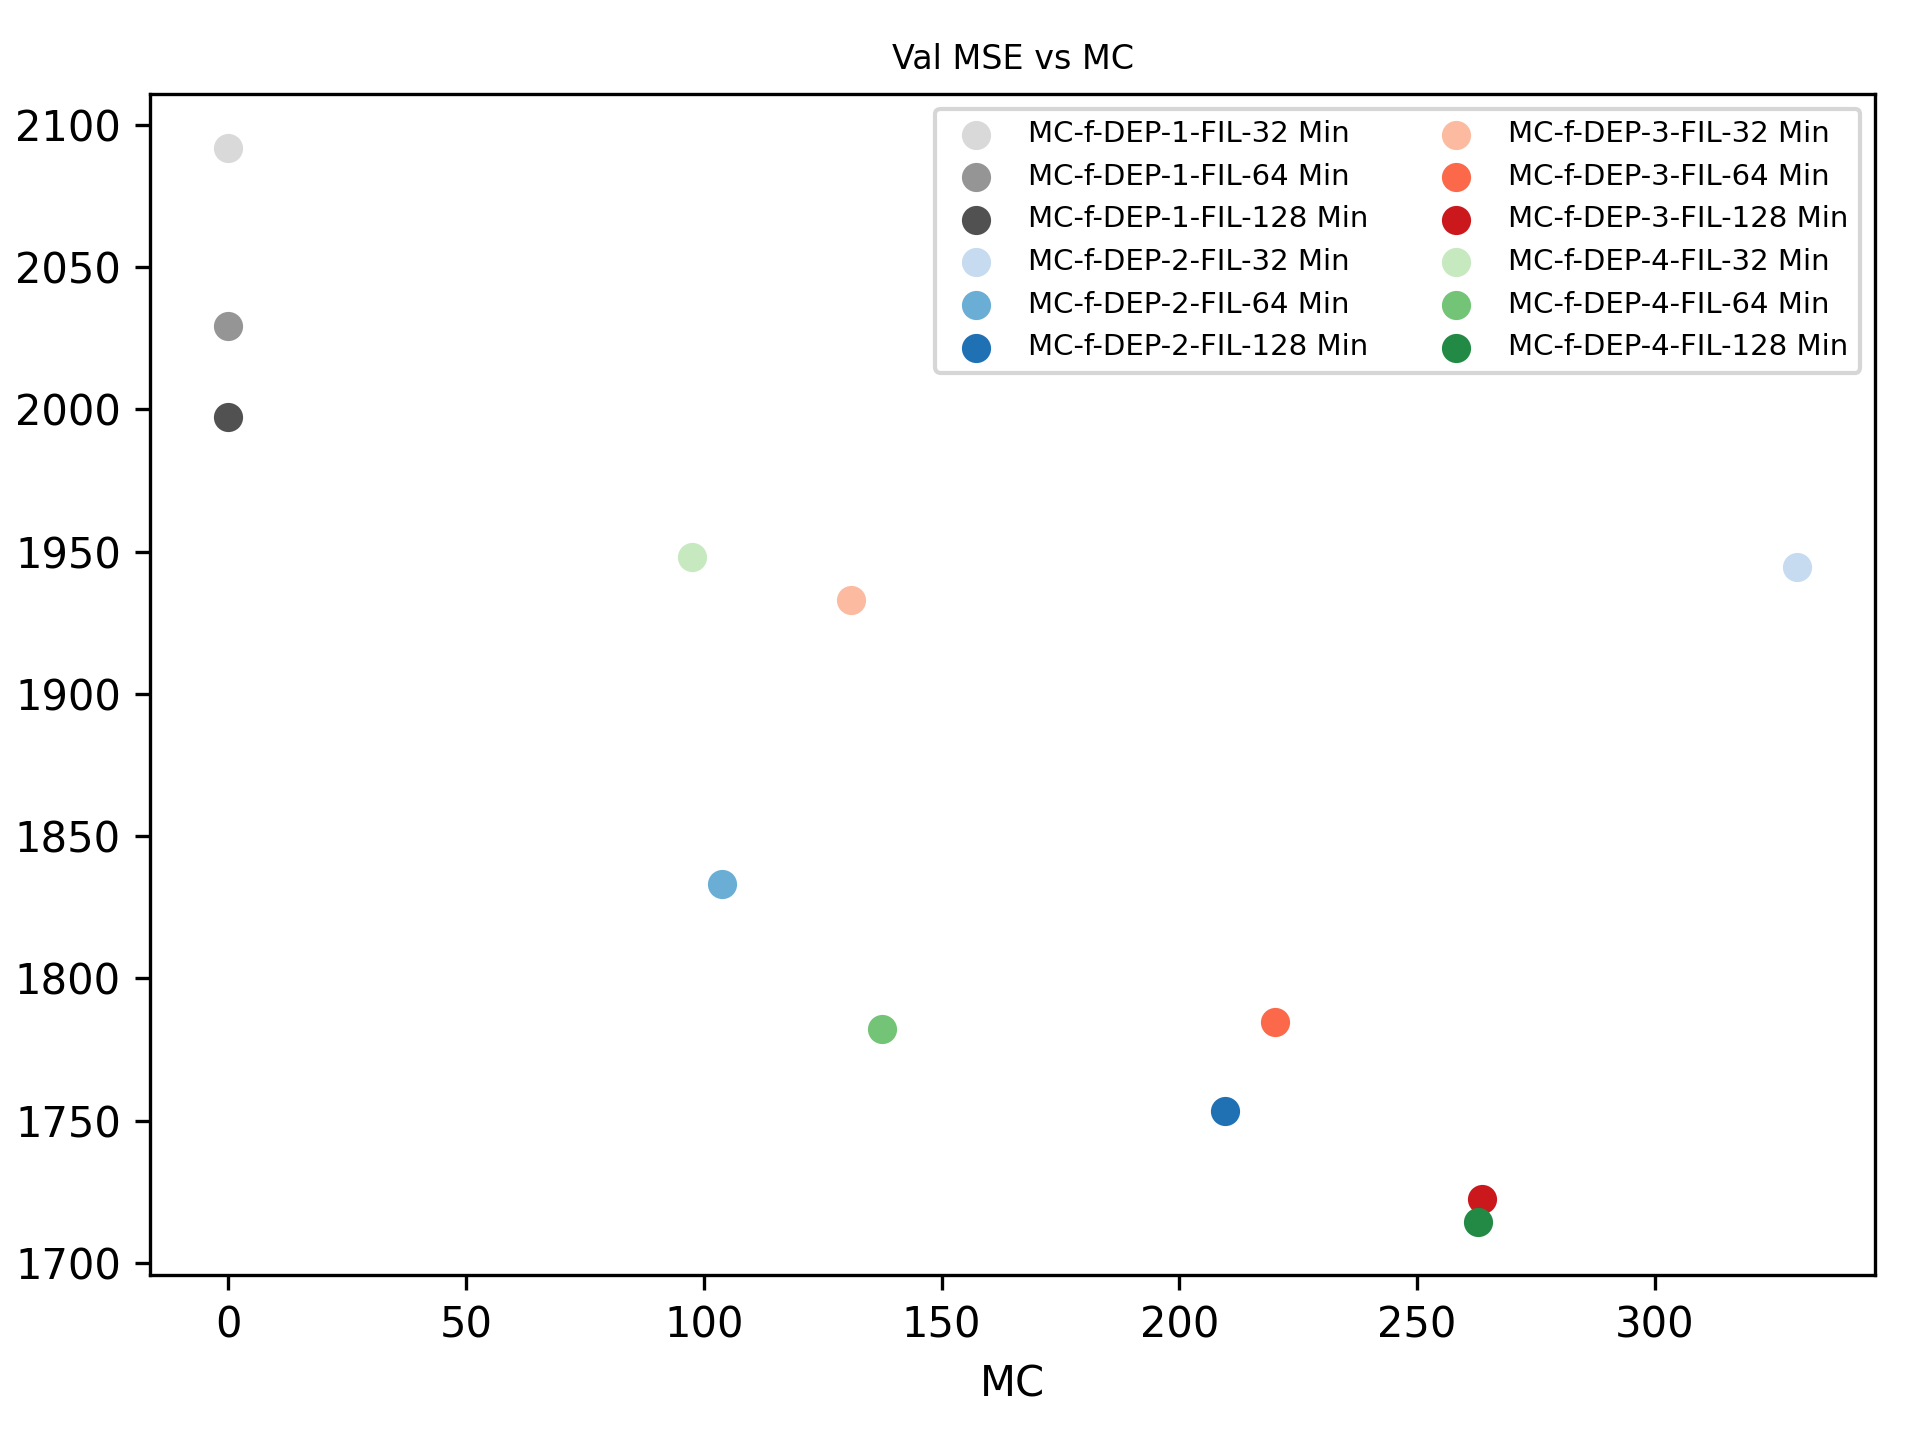 Val MSE vs MC
2100
2050
2000
1950
1900
1850
1800
1750
1700
MC-f-DEP-1-FIL-32 Min
MC-f-DEP-1-FIL-64 Min
MC-f-DEP-1-FIL-128 Min
MC-f-DEP-2-FIL-32 Min
MC-f-DEP-2-FIL-64 Min
MC-f-DEP-2-FIL-128 Min
MC-f-DEP-3-FIL-32 Min
MC-f-DEP-3-FIL-64 Min
MC-f-DEP-3-FIL-128 Min
MC-f-DEP-4-FIL-32 Min
MC-f-DEP-4-FIL-64 Min
MC-f-DEP-4-FIL-128 Min
0 50 100 150 200 250 300
MC